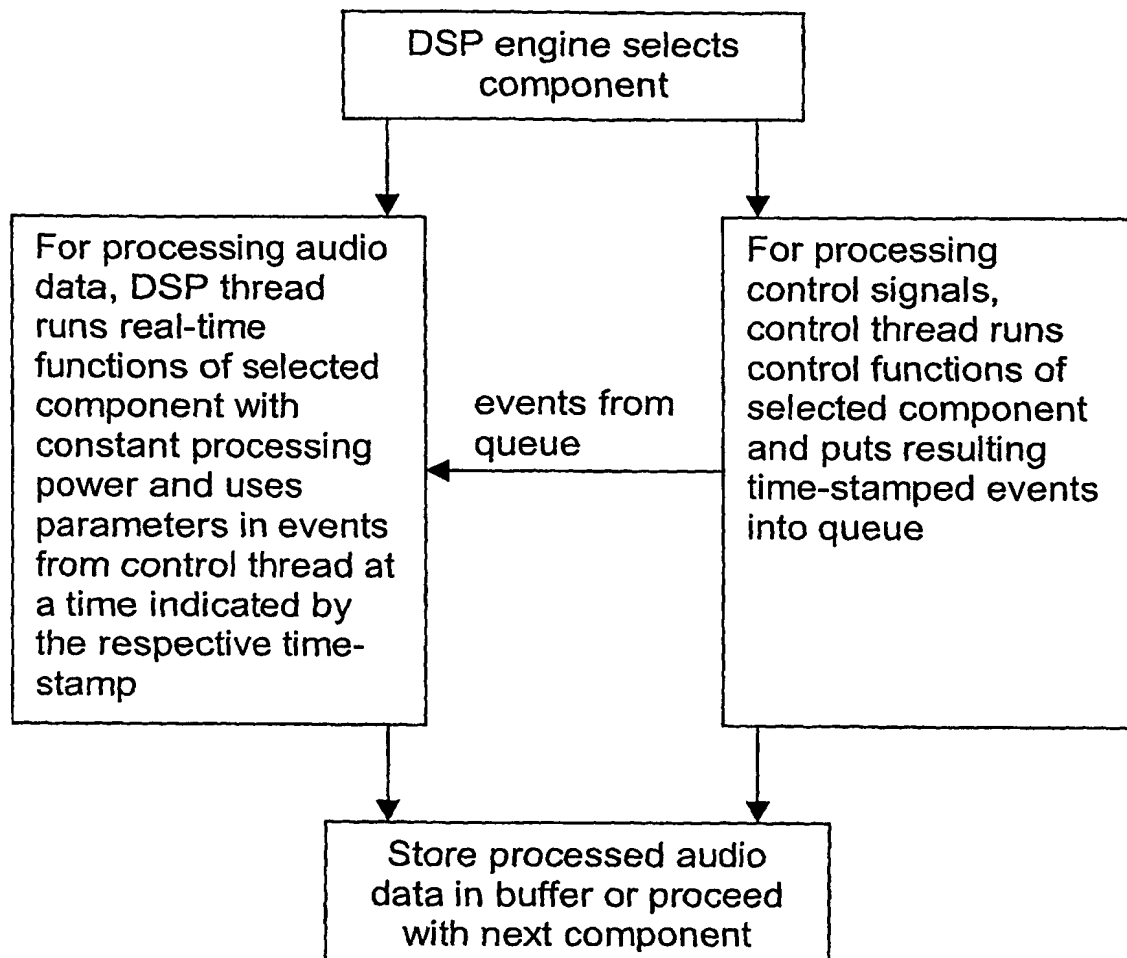 DSP engine selects
component
For processing audio
data, DSP thread
runs real-time
functions of selected
component with
constant processing
power and uses
parameters in events
from control thread at
a time indicated by
the respective time-
stamp
events from
queue
For processing
control signals,
control thread runs
control functions of
selected component
and puts resulting
time-stamped events
into queue
Store processed audio
data in buffer or proceed
with next component